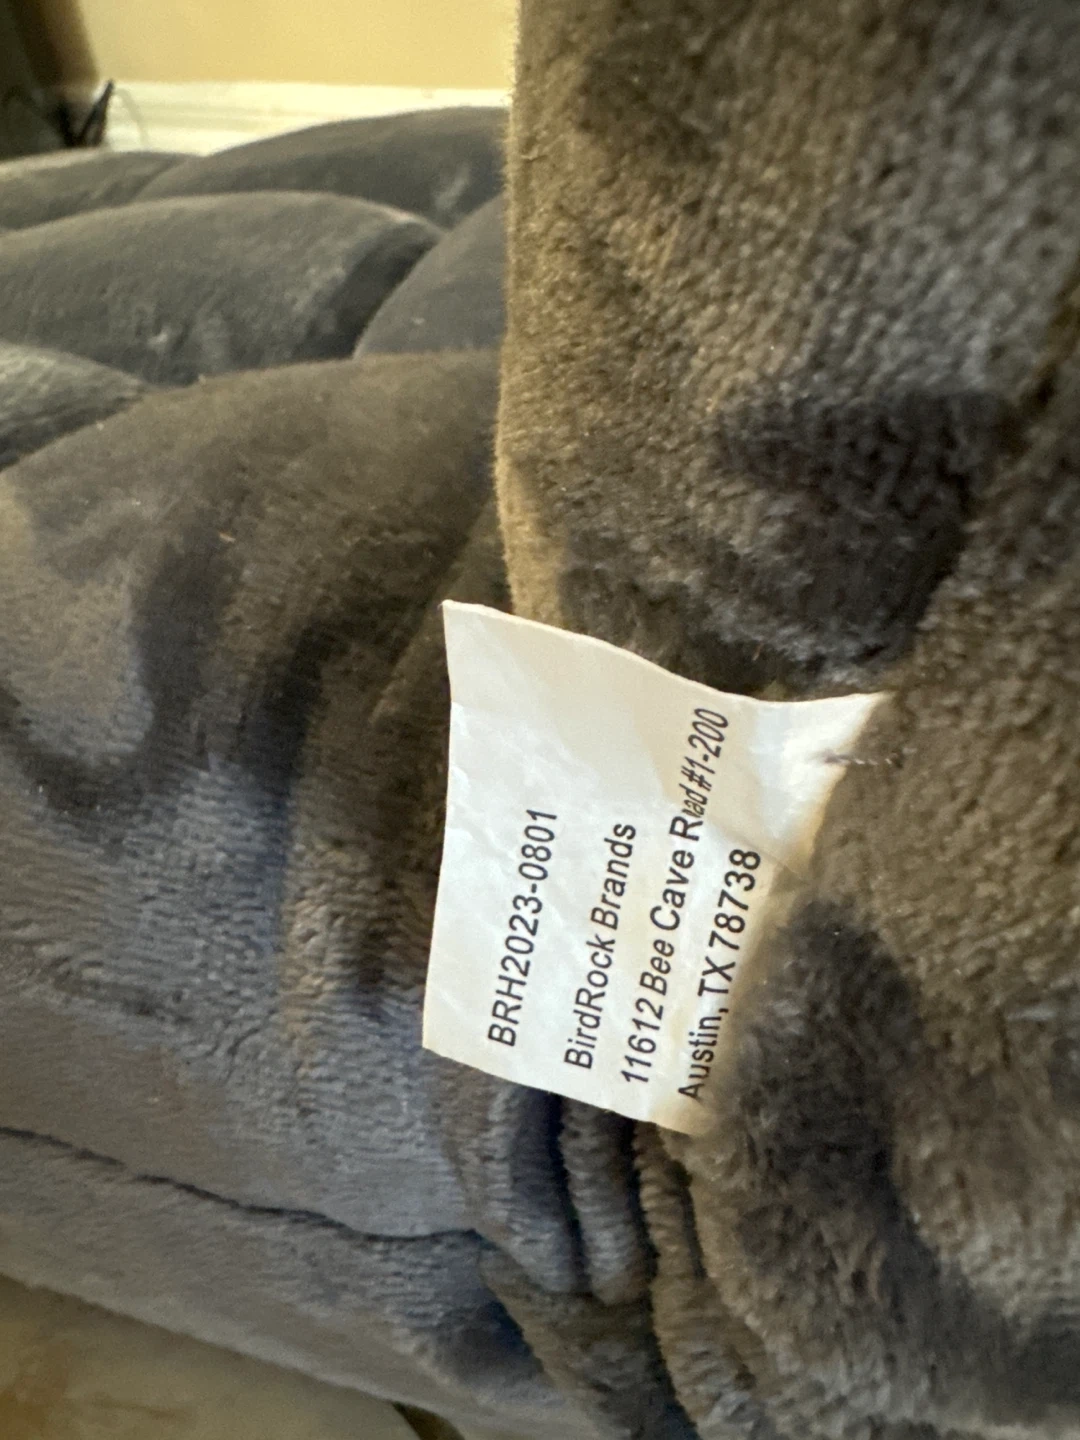 BRH2023-0801
BirdRock Brands
11612 Bee Cave Road #1-200
Austin, TX 78738